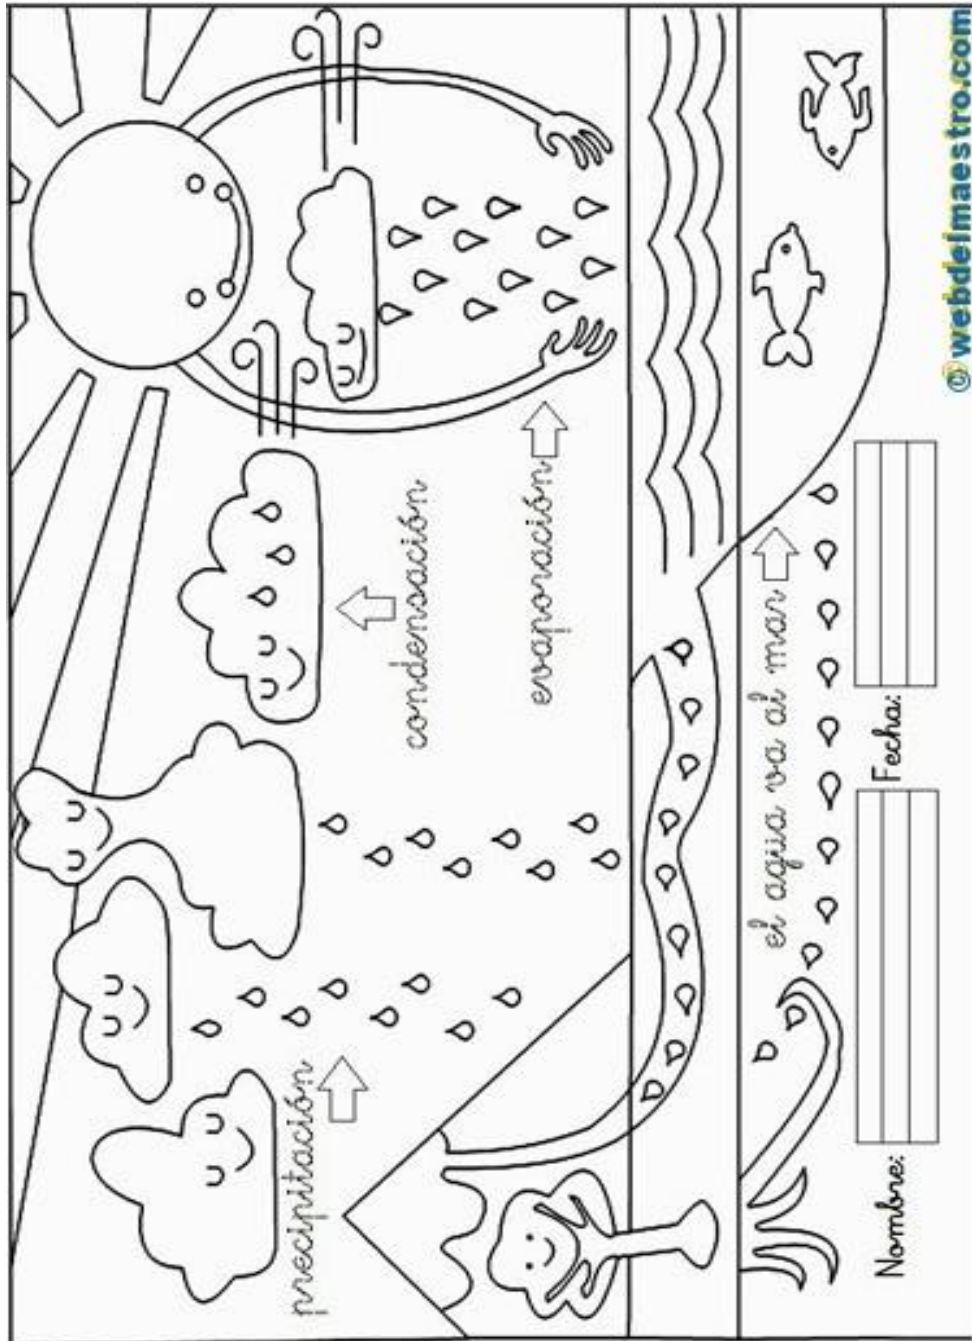 condensación
evaporación
precipitación
el agua va al mar
Nombre:
Fecha:
© webdelmaestro.com